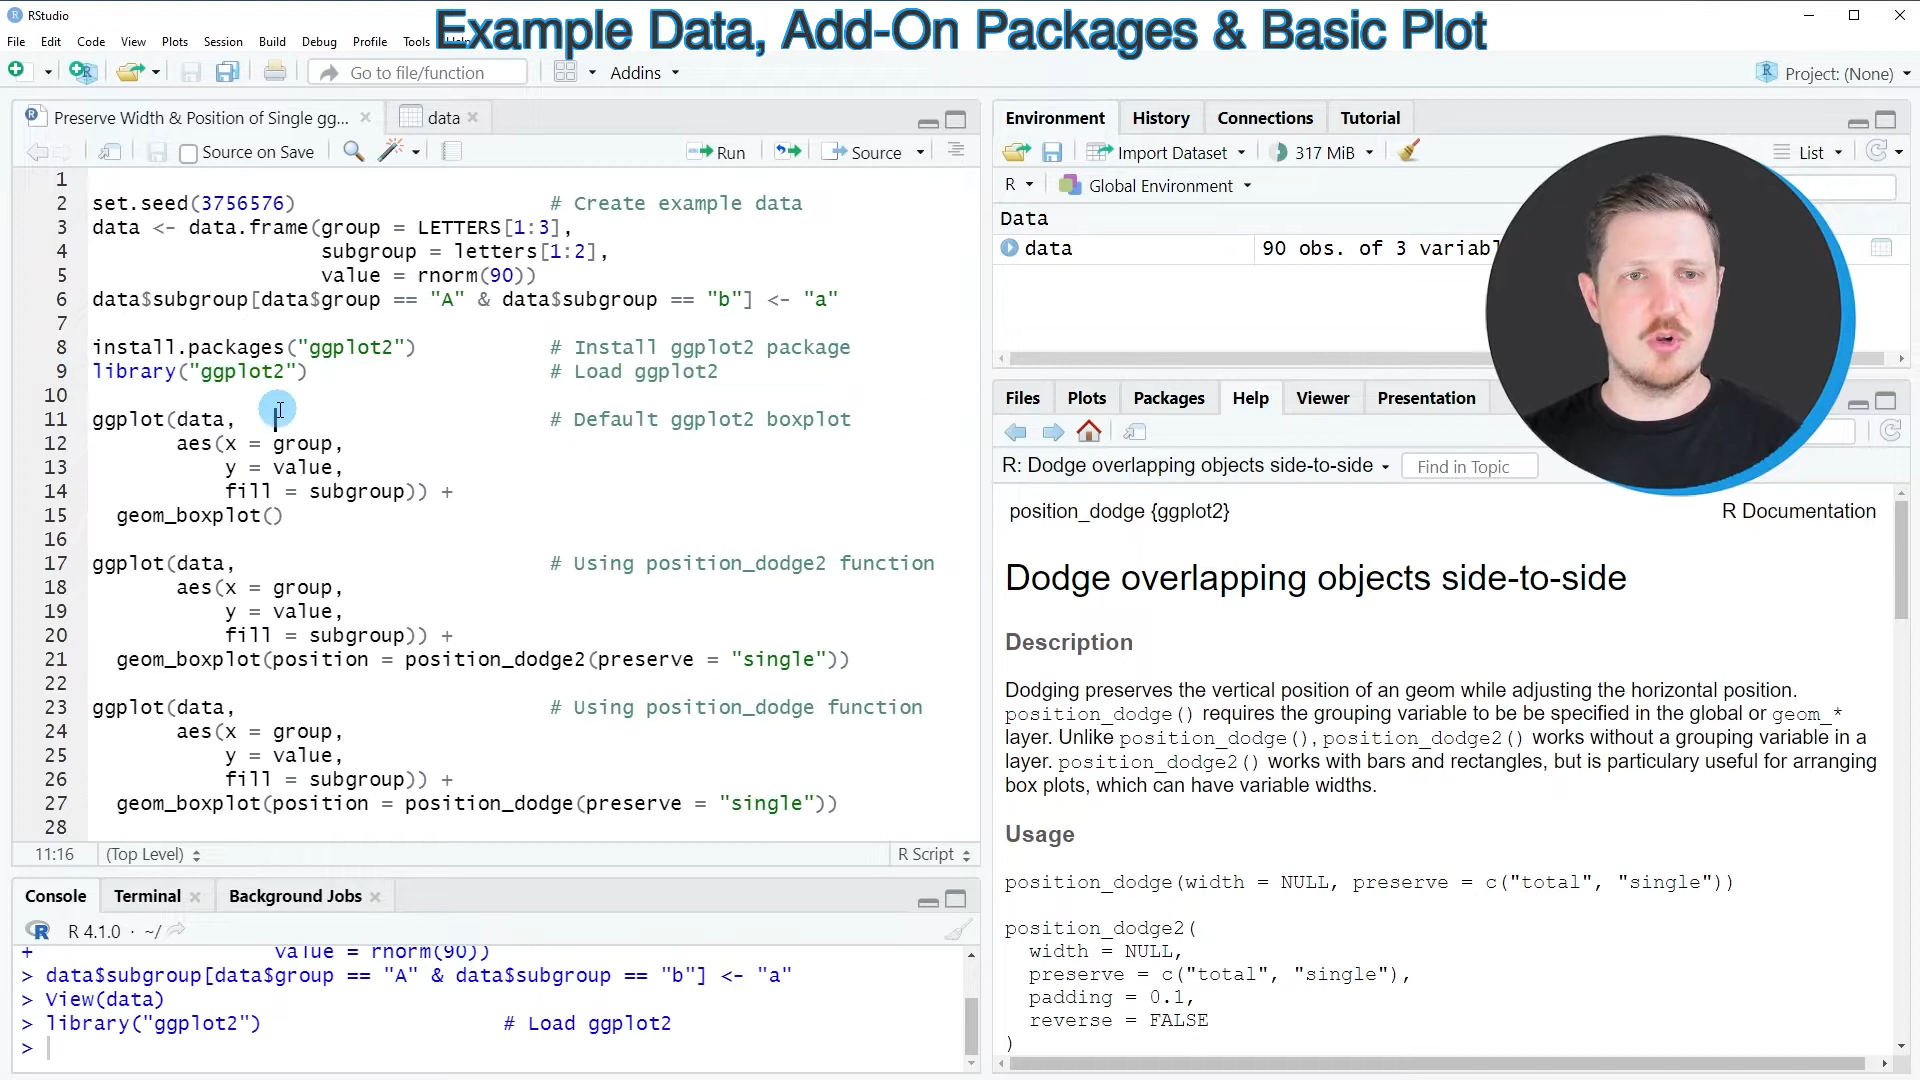 RStudio
Example Data, Add-On Packages & Basic Plot
File Edit Code View Plots Session Build Debug Profile Tools Help
Go to file/function Addins Project: (None)
Preserve Width & Position of Single gg... data
Source on Save Run Source
1
2 set.seed(3756576) # Create example data
3 data <- data.frame(group = LETTERS[1:3],
4 subgroup = letters[1:2],
5 value = rnorm(90))
6 data$subgroup[data$group == "A" & data$subgroup == "b"] <- "a"
7
8 install.packages("ggplot2") # Install ggplot2 package
9 library("ggplot2") # Load ggplot2
10
11 ggplot(data, # Default ggplot2 boxplot
12 aes(x = group,
13 y = value,
14 fill = subgroup)) +
15 geom_boxplot()
16
17 ggplot(data, # Using position_dodge2 function
18 aes(x = group,
19 y = value,
20 fill = subgroup)) +
21 geom_boxplot(position = position_dodge2(preserve = "single"))
22
23 ggplot(data, # Using position_dodge function
24 aes(x = group,
25 y = value,
26 fill = subgroup)) +
27 geom_boxplot(position = position_dodge(preserve = "single"))
28
11:16 (Top Level) R Script
Console Terminal Background Jobs
R 4.1.0 · ~/
+ value = rnorm(90))
> data$subgroup[data$group == "A" & data$subgroup == "b"] <- "a"
> View(data)
> library("ggplot2") # Load ggplot2
>
Environment History Connections Tutorial
Import Dataset 317 MiB List
R Global Environment
Data
data 90 obs. of 3 variabl
Files Plots Packages Help Viewer Presentation
R: Dodge overlapping objects side-to-side Find in Topic
position_dodge {ggplot2} R Documentation
Dodge overlapping objects side-to-side
Description
Dodging preserves the vertical position of an geom while adjusting the horizontal position.
position_dodge() requires the grouping variable to be be specified in the global or geom_*
layer. Unlike position_dodge(), position_dodge2() works without a grouping variable in a
layer. position_dodge2() works with bars and rectangles, but is particulary useful for arranging
box plots, which can have variable widths.
Usage
position_dodge(width = NULL, preserve = c("total", "single"))
position_dodge2(
width = NULL,
preserve = c("total", "single"),
padding = 0.1,
reverse = FALSE
)